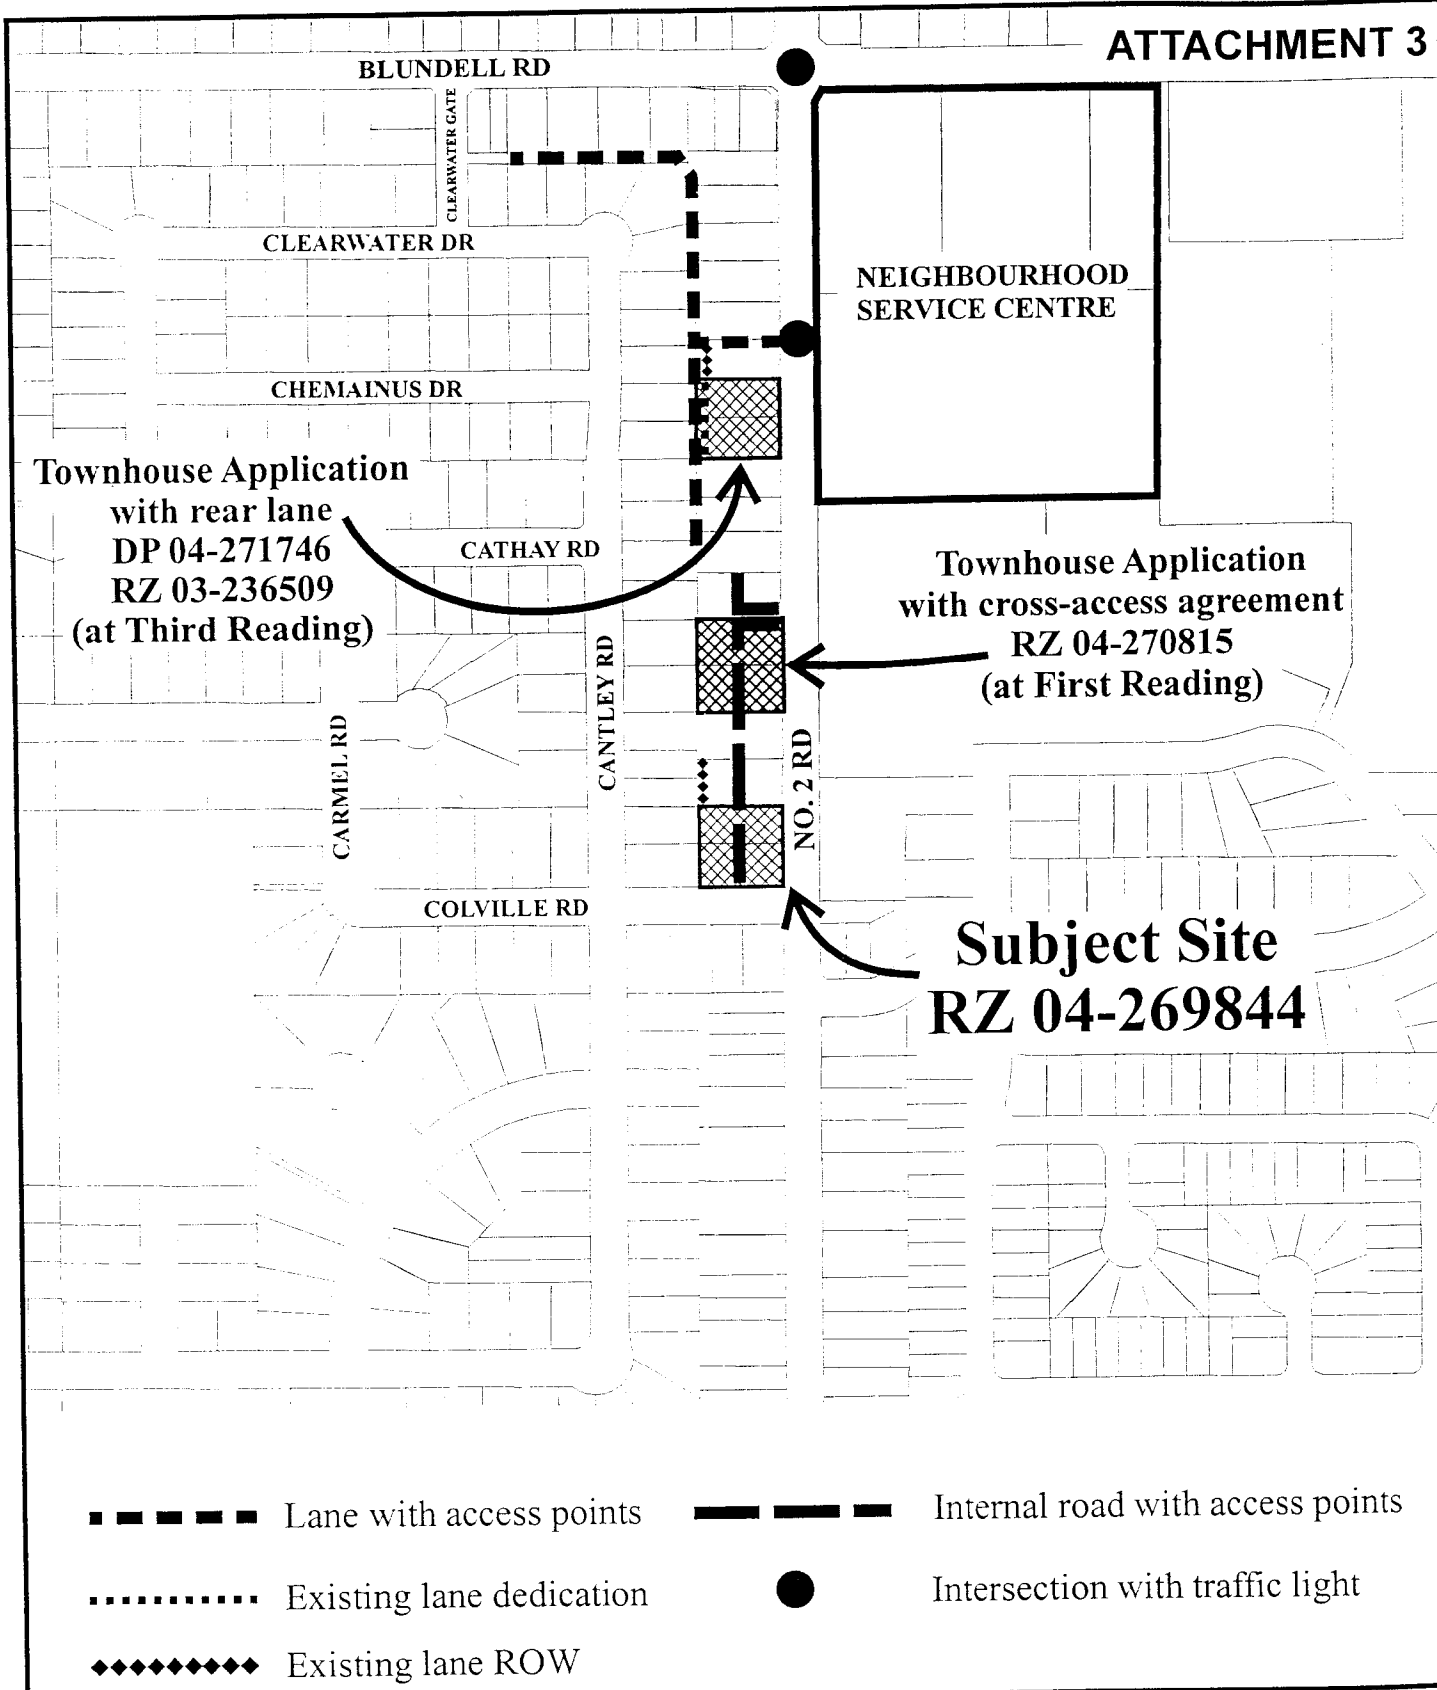 ATTACHMENT 3
BLUNDELL RD
CLEARWATER GATE
CLEARWATER DR
NEIGHBOURHOOD
SERVICE CENTRE
CHEMAINUS DR
Townhouse Application
with rear lane
DP 04-271746
RZ 03-236509
(at Third Reading)
CATHAY RD
Townhouse Application
with cross-access agreement
RZ 04-270815
(at First Reading)
CANTLEY RD
CARMEL RD
NO. 2 RD
COLVILLE RD
Subject Site
RZ 04-269844
Lane with access points
Internal road with access points
Existing lane dedication
Intersection with traffic light
Existing lane ROW